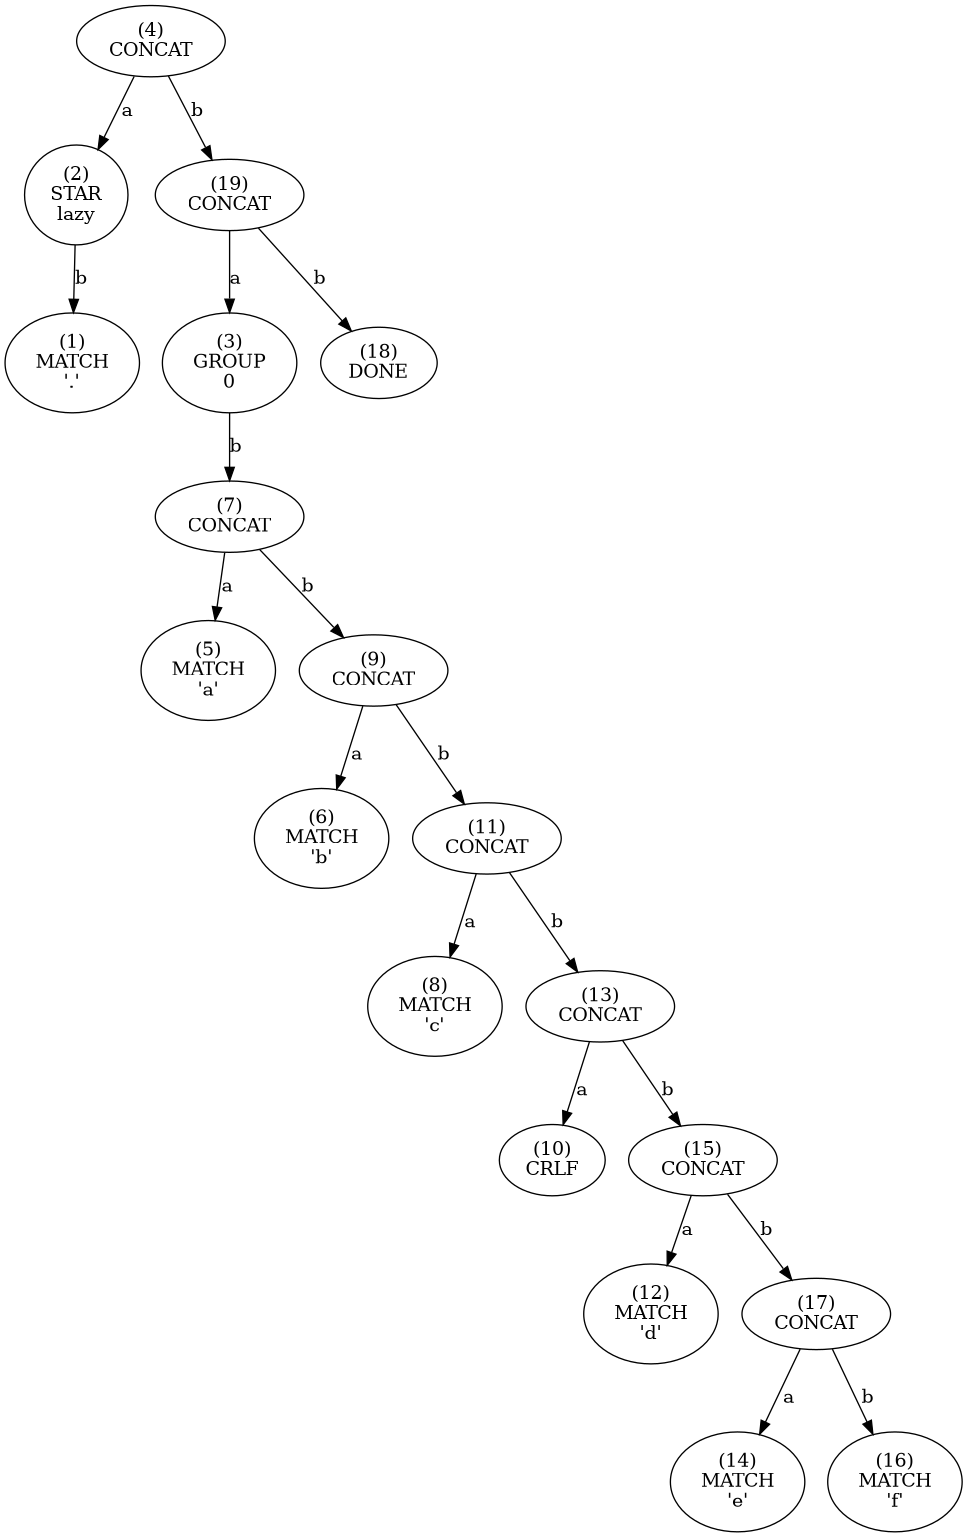 (4)
CONCAT
a
b
(2)
STAR
lazy
(19)
CONCAT
b
a
b
(1)
MATCH
'.'
(3)
GROUP
0
(18)
DONE
b
(7)
CONCAT
a
b
(5)
MATCH
'a'
(9)
CONCAT
a
b
(6)
MATCH
'b'
(11)
CONCAT
a
b
(8)
MATCH
'c'
(13)
CONCAT
a
b
(10)
CRLF
(15)
CONCAT
a
b
(12)
MATCH
'd'
(17)
CONCAT
a
b
(14)
MATCH
'e'
(16)
MATCH
'f'